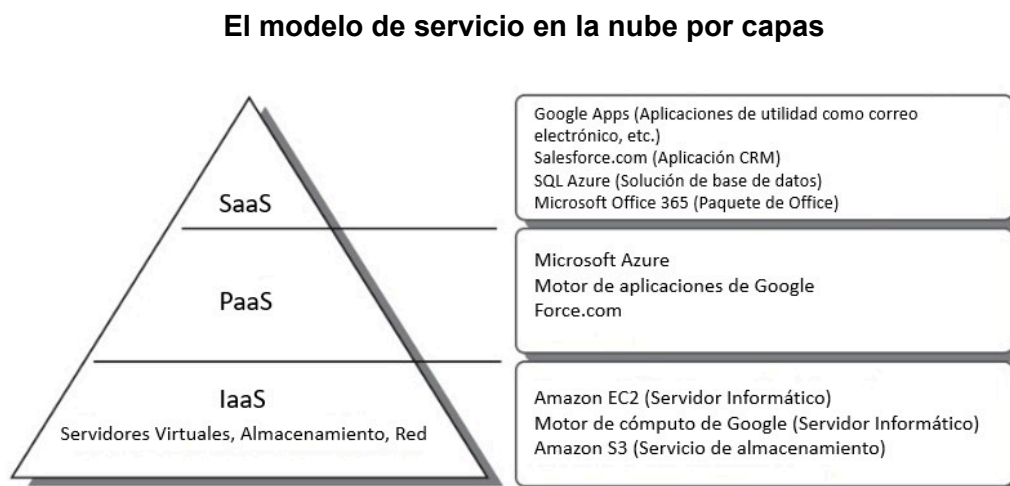 El modelo de servicio en la nube por capas
SaaS
Google Apps (Aplicaciones de utilidad como correo
electrónico, etc.)
Salesforce.com (Aplicación CRM)
SQL Azure (Solución de base de datos)
Microsoft Office 365 (Paquete de Office)
PaaS
Microsoft Azure
Motor de aplicaciones de Google
Force.com
IaaS
Servidores Virtuales, Almacenamiento, Red
Amazon EC2 (Servidor Informático)
Motor de cómputo de Google (Servidor Informático)
Amazon S3 (Servicio de almacenamiento)